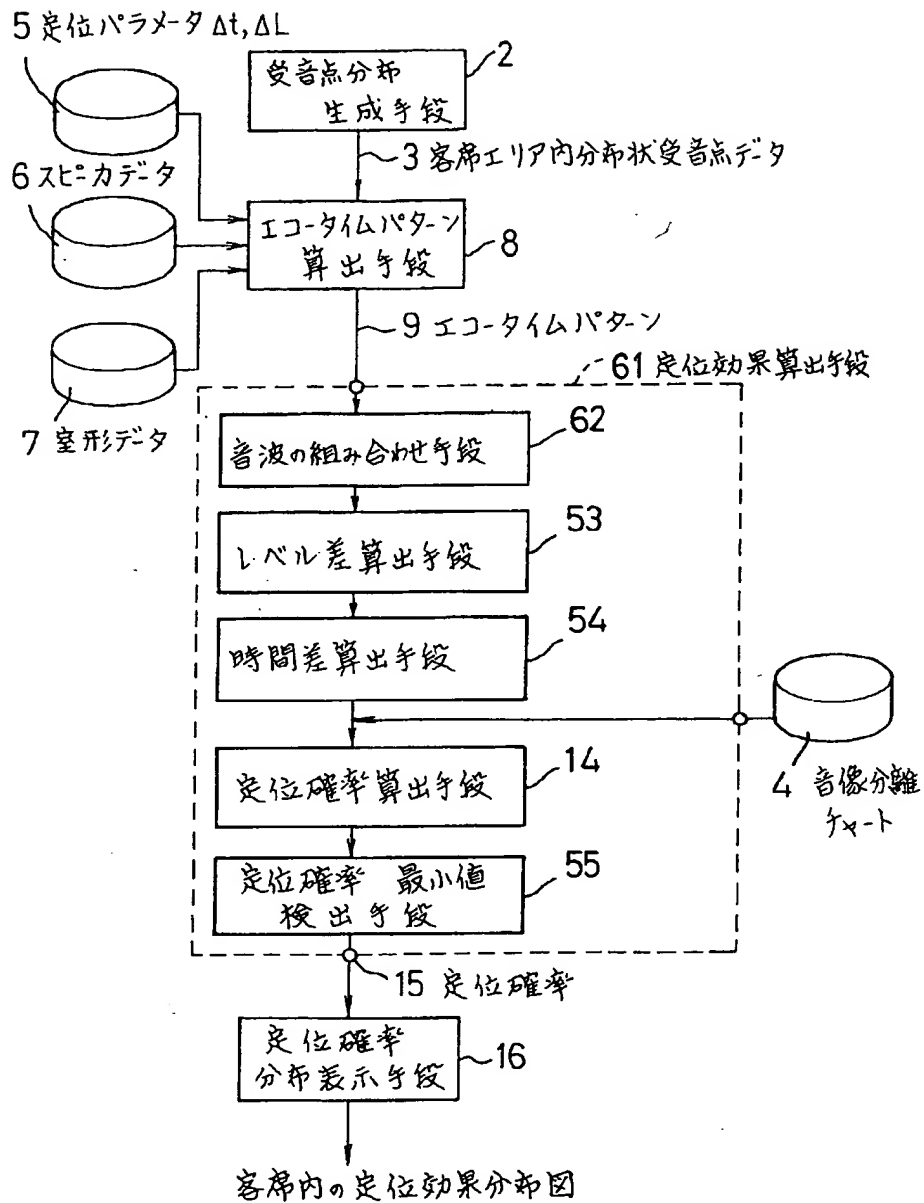 5 定位パラメータ Δt, ΔL
受音点分布
生成手段
2
3 客席エリア内分布状受音点データ
6 スピーカデータ
エコータイムパターン
算出手段
8
9 エコータイムパターン
7 室形データ
61 定位効果算出手段
音波の組み合わせ手段
62
レベル差算出手段
53
時間差算出手段
54
定位確率算出手段
14
4 音像分離
チャート
定位確率 最小値
検出手段
55
15 定位確率
定位確率
分布表示手段
16
客席内の定位効果分布図